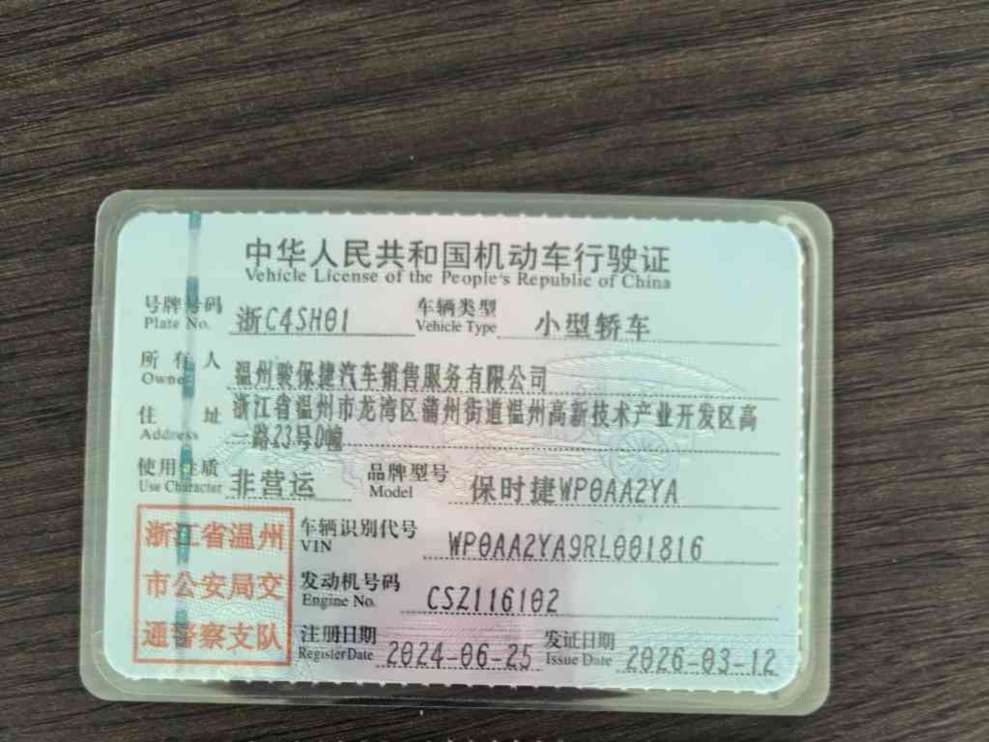 中华人民共和国机动车行驶证
Vehicle License of the People's Republic of China
号牌号码 浙C4SH01 车辆类型 小型轿车
Plate No. Vehicle Type
所有人 温州骏保捷汽车销售服务有限公司
Owner
住址 浙江省温州市龙湾区蒲州街道温州高新技术产业开发区高
Address 一路23号D幢
使用性质 非营运 品牌型号 保时捷WP0AA2YA
Use Character Model
浙江省温州 车辆识别代号 WP0AA2YA9RL001816
VIN
市公安局交 发动机号码 CSZ116102
Engine No.
通警察支队 注册日期 2024-06-25 发证日期 2026-03-12
Register Date Issue Date